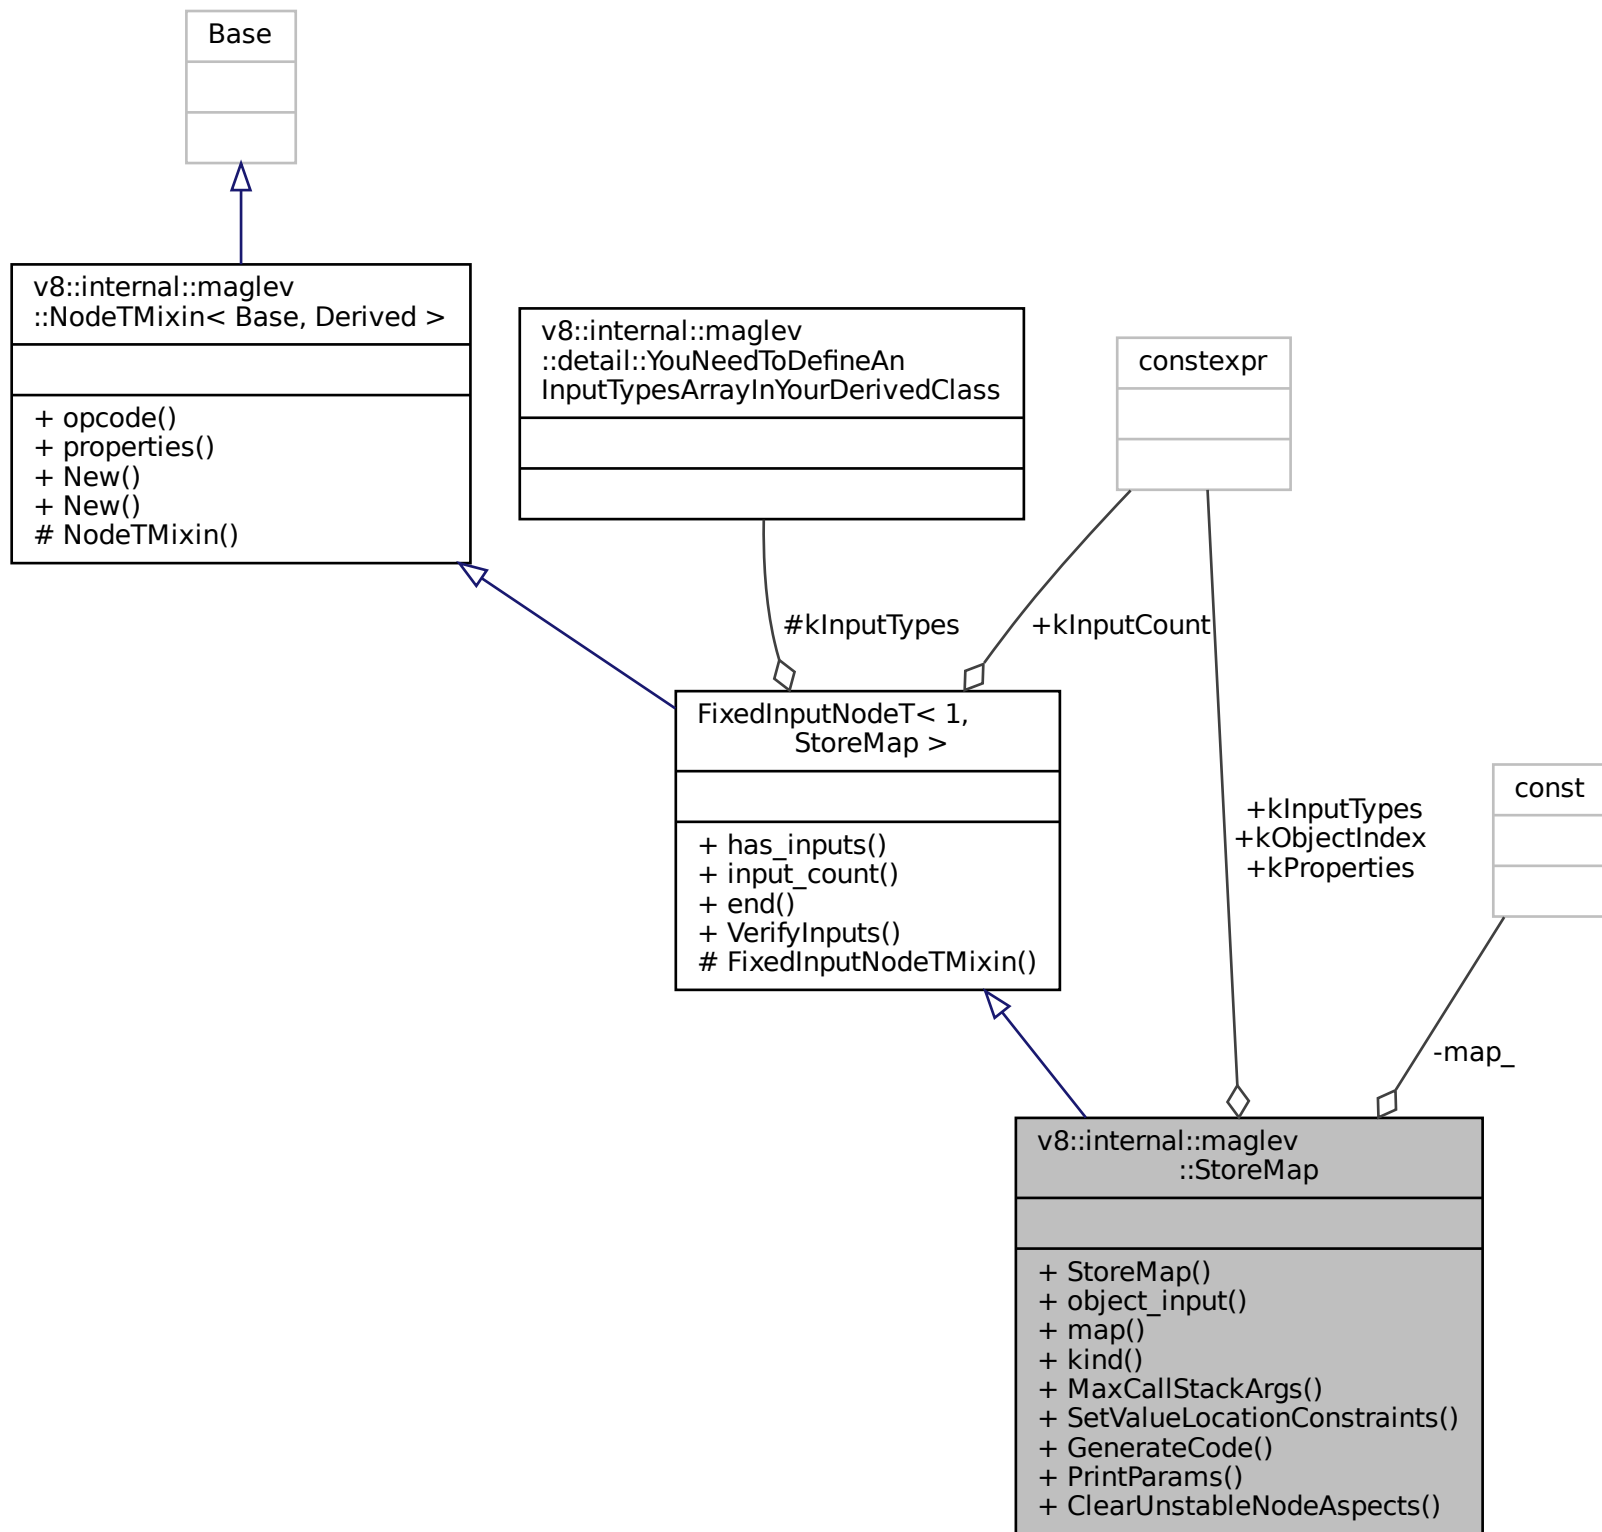 Base
v8::internal::maglev
::NodeTMixin< Base, Derived >
+ opcode()
+ properties()
+ New()
+ New()
# NodeTMixin()
v8::internal::maglev
::detail::YouNeedToDefineAn
InputTypesArrayInYourDerivedClass
constexpr
#kInputTypes
+kInputCount
FixedInputNodeT< 1,
StoreMap >
+ has_inputs()
+ input_count()
+ end()
+ VerifyInputs()
# FixedInputNodeTMixin()
+kInputTypes
+kObjectIndex
+kProperties
const
-map_
v8::internal::maglev
::StoreMap
+ StoreMap()
+ object_input()
+ map()
+ kind()
+ MaxCallStackArgs()
+ SetValueLocationConstraints()
+ GenerateCode()
+ PrintParams()
+ ClearUnstableNodeAspects()